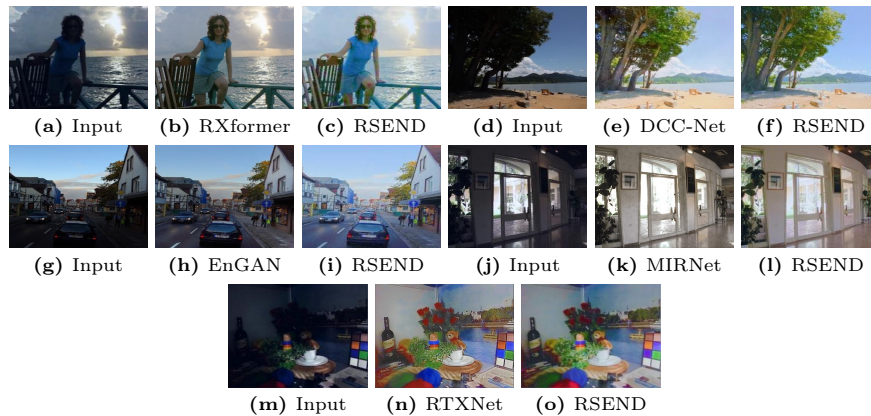 (a) Input (b) RXformer (c) RSEND (d) Input (e) DCC-Net (f) RSEND
(g) Input (h) EnGAN (i) RSEND (j) Input (k) MIRNet (l) RSEND
(m) Input (n) RTXNet (o) RSEND